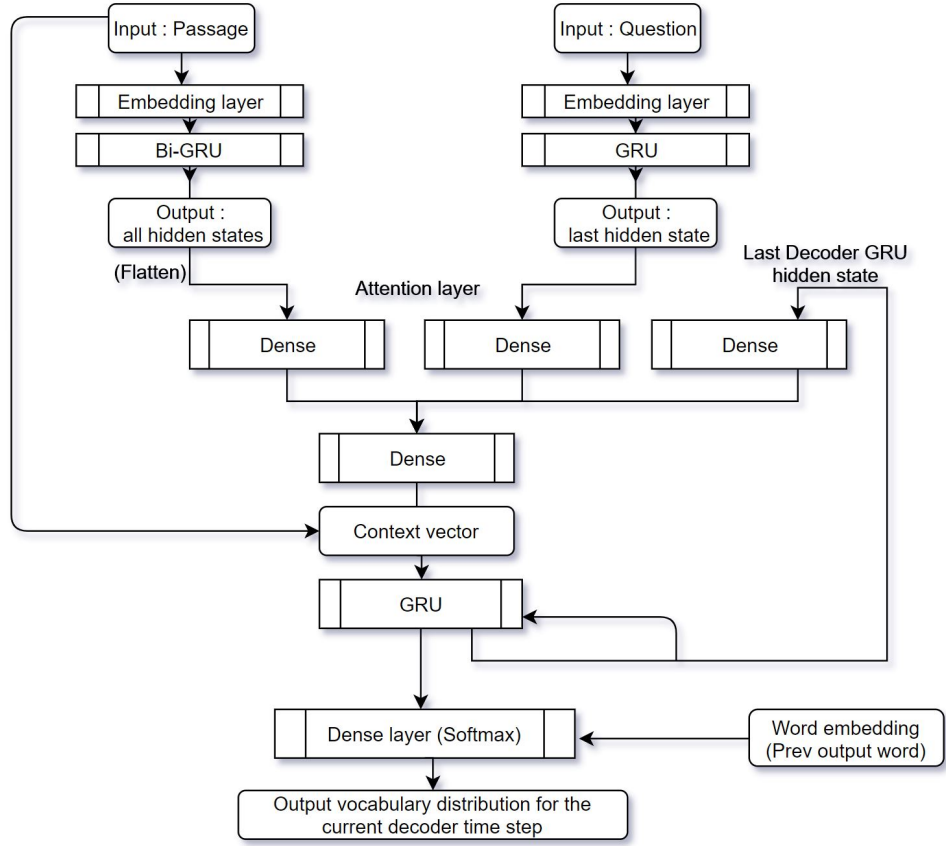 Input : Passage
Input : Question
Embedding layer
Embedding layer
Bi-GRU
GRU
Output :
all hidden states
Output :
last hidden state
(Flatten)
Attention layer
Last Decoder GRU
hidden state
Dense
Dense
Dense
Dense
Context vector
GRU
Dense layer (Softmax)
Word embedding
(Prev output word)
Output vocabulary distribution for the
current decoder time step